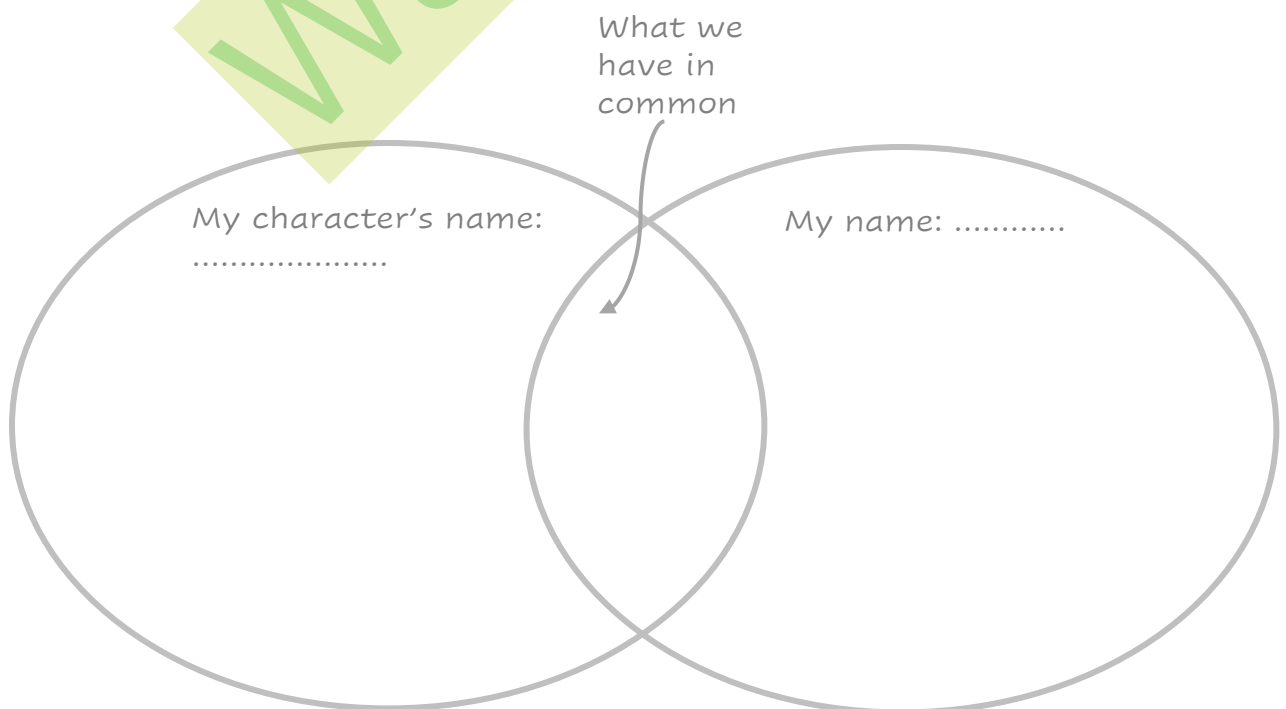 What we
have in
common
My character's name:
.....................
My name: ............